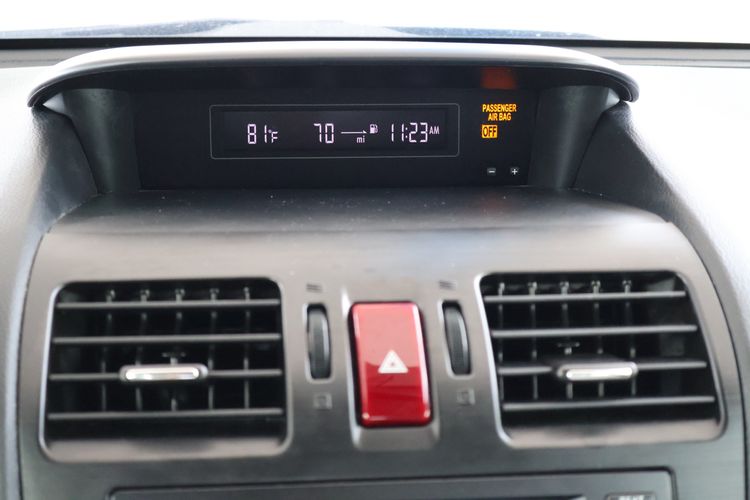 81°F 70 mi 11:23AM
PASSENGER
AIR BAG
OFF
- +